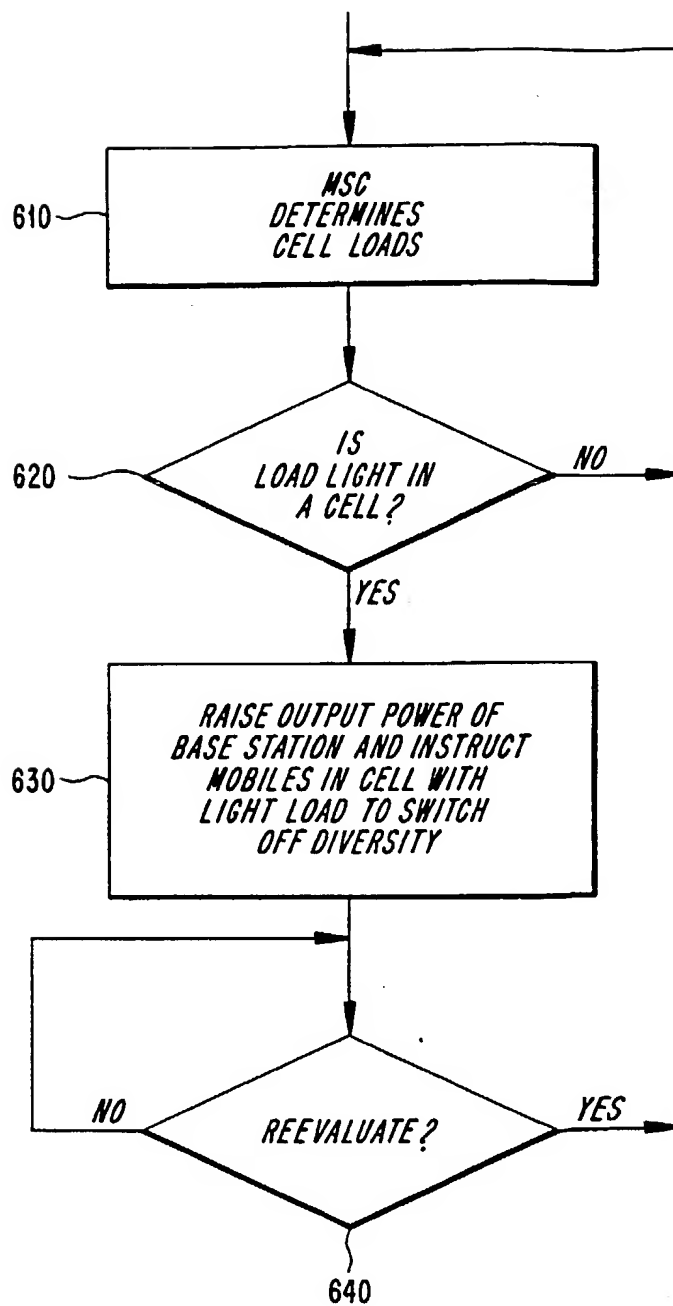 MSC
DETERMINES
CELL LOADS
610
IS
LOAD LIGHT IN
A CELL?
620
NO
YES
RAISE OUTPUT POWER OF
BASE STATION AND INSTRUCT
MOBILES IN CELL WITH
LIGHT LOAD TO SWITCH
OFF DIVERSITY
630
NO
REEVALUATE?
YES
640